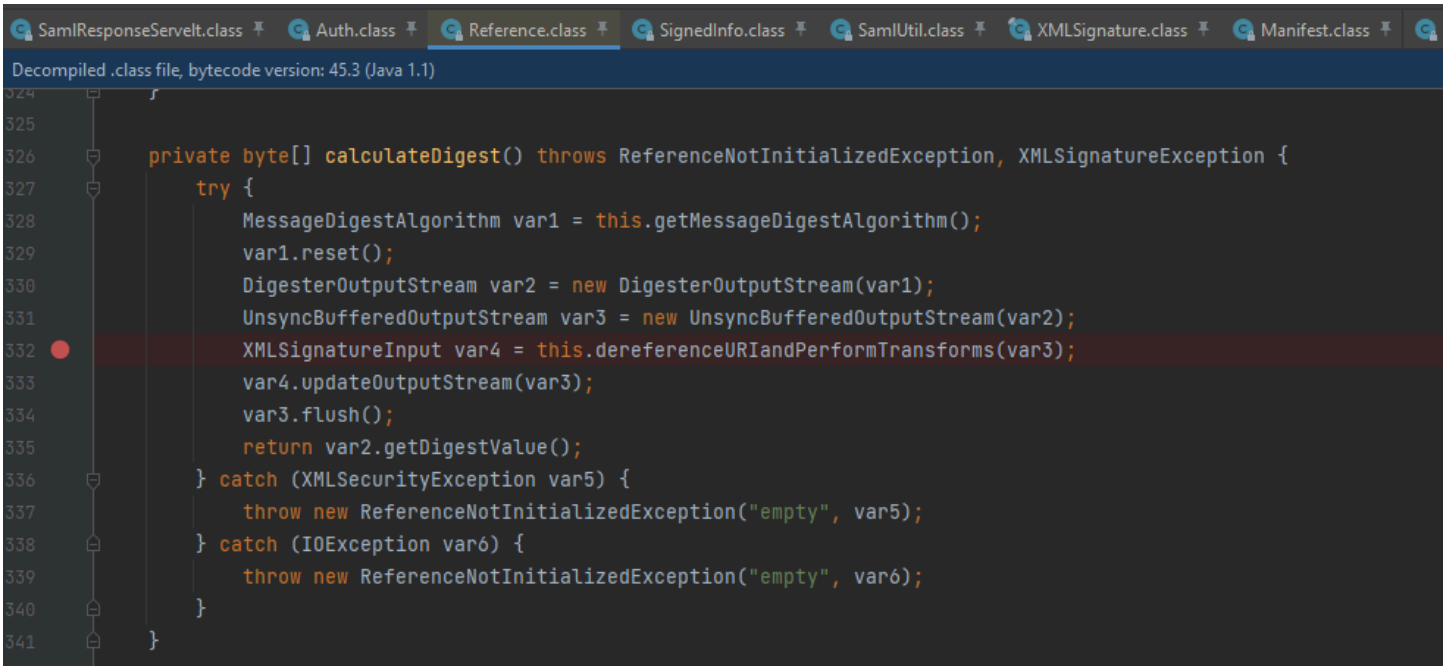 SamlResponseServelt.class Auth.class Reference.class SignedInfo.class SamlUtil.class XMLSignature.class Manifest.class
Decompiled .class file, bytecode version: 45.3 (Java 1.1)
324 }
325
326 private byte[] calculateDigest() throws ReferenceNotInitializedException, XMLSignatureException {
327 try {
328 MessageDigestAlgorithm var1 = this.getMessageDigestAlgorithm();
329 var1.reset();
330 DigesterOutputStream var2 = new DigesterOutputStream(var1);
331 UnsyncBufferedOutputStream var3 = new UnsyncBufferedOutputStream(var2);
332 XMLSignatureInput var4 = this.dereferenceURIandPerformTransforms(var3);
333 var4.updateOutputStream(var3);
334 var3.flush();
335 return var2.getDigestValue();
336 } catch (XMLSecurityException var5) {
337 throw new ReferenceNotInitializedException("empty", var5);
338 } catch (IOException var6) {
339 throw new ReferenceNotInitializedException("empty", var6);
340 }
341 }